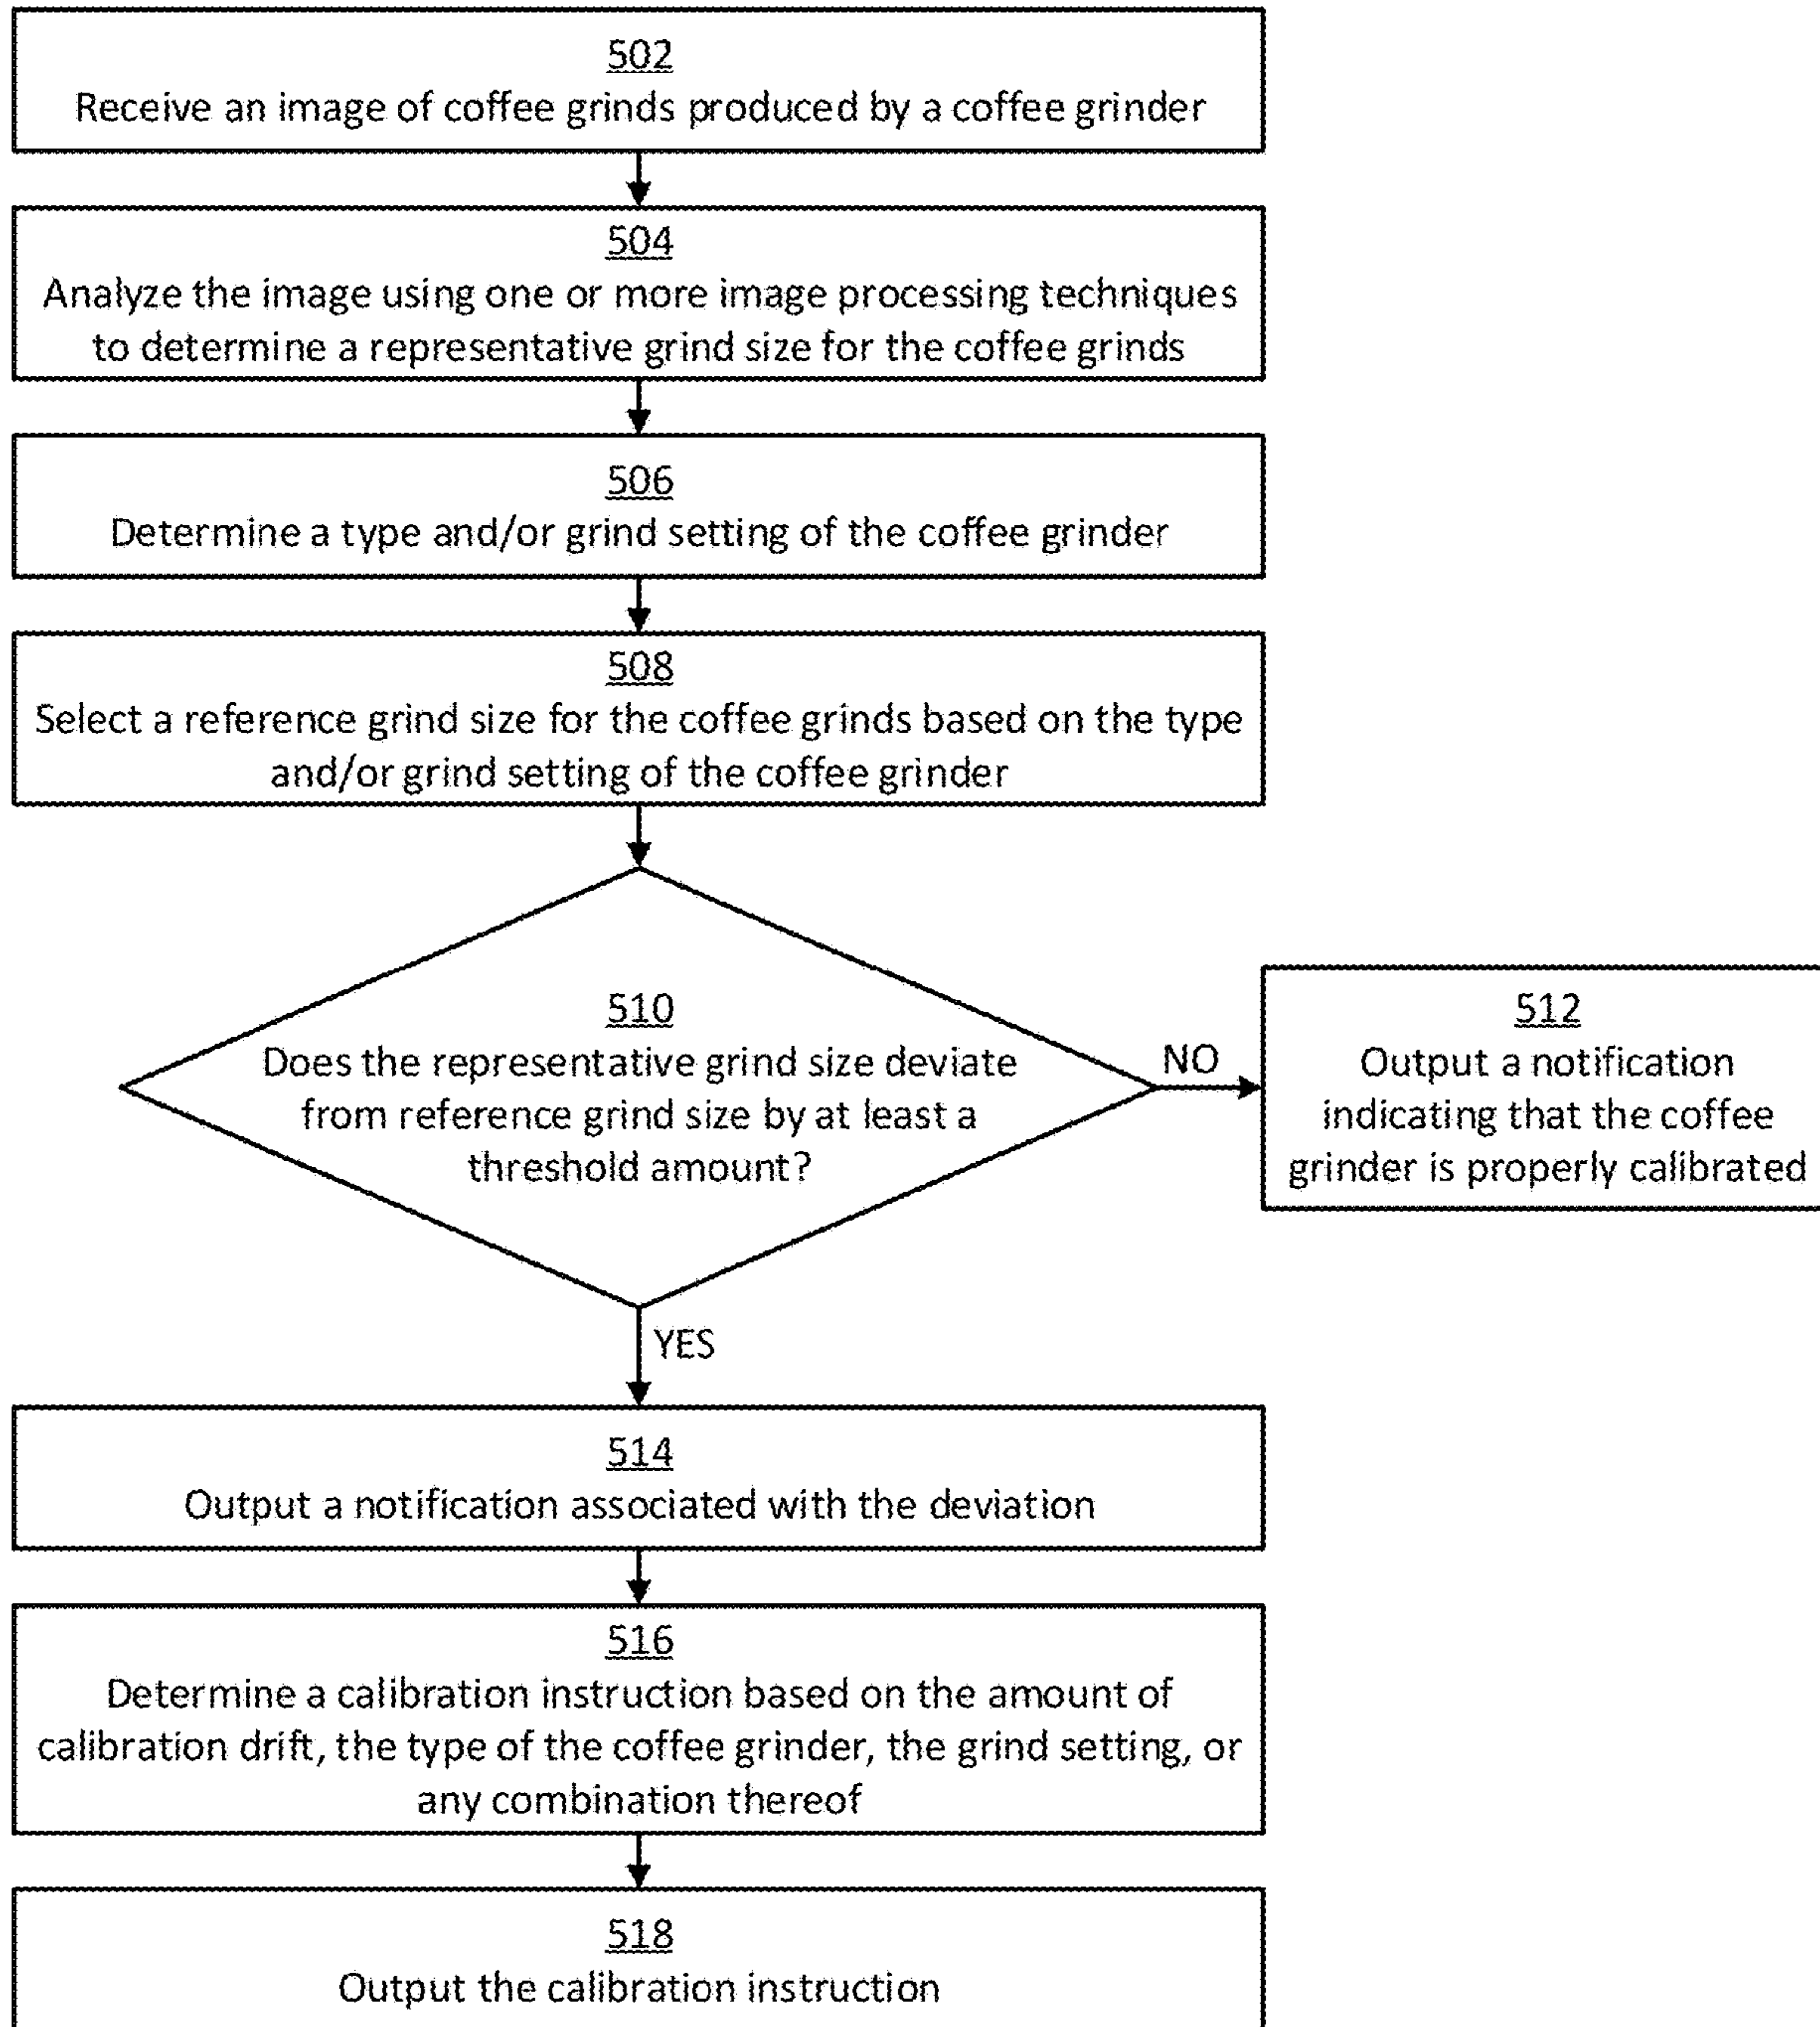 502
Receive an image of coffee grinds produced by a coffee grinder
504
Analyze the image using one or more image processing techniques
to determine a representative grind size for the coffee grinds
506
Determine a type and/or grind setting of the coffee grinder
508
Select a reference grind size for the coffee grinds based on the type
and/or grind setting of the coffee grinder
510
Does the representative grind size deviate
from reference grind size by at least a
threshold amount?
NO
512
Output a notification
indicating that the coffee
grinder is properly calibrated
YES
514
Output a notification associated with the deviation
516
Determine a calibration instruction based on the amount of
calibration drift, the type of the coffee grinder, the grind setting, or
any combination thereof
518
Output the calibration instruction